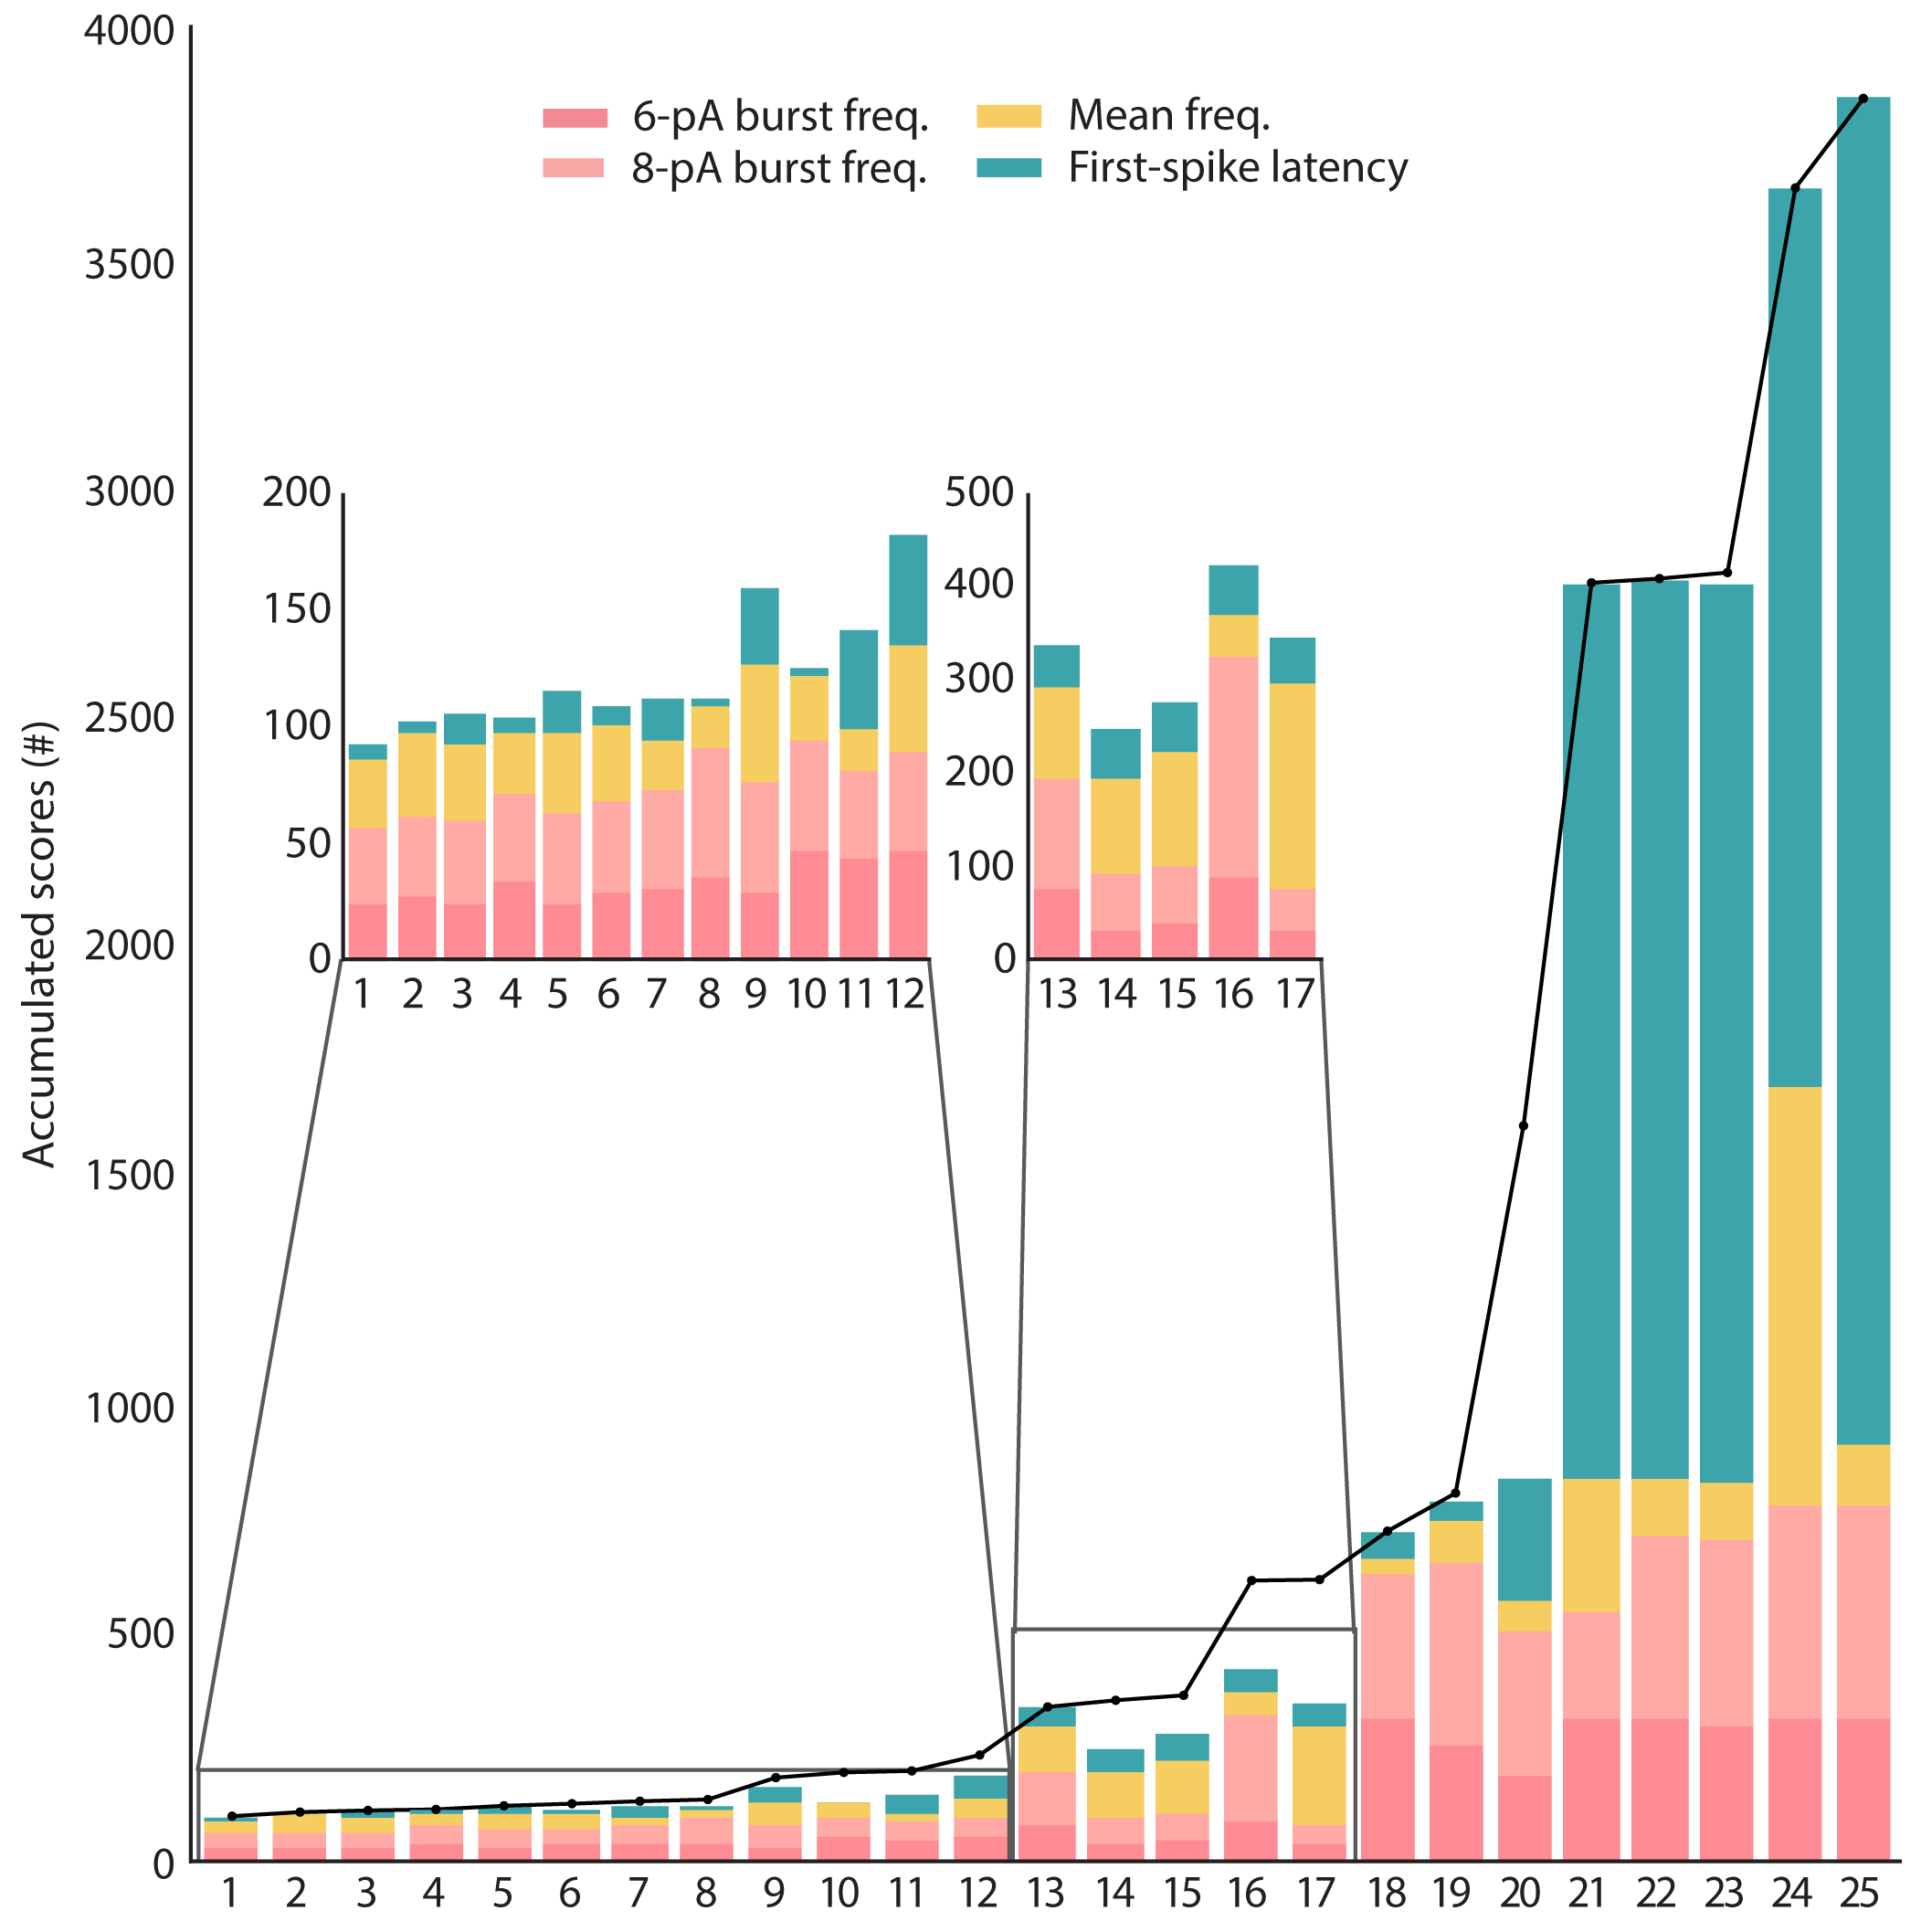 4000
3500
3000
2500
2000
1500
1000
500
0
Accumulated scores (#)
6-pA burst freq.
8-pA burst freq.
Mean freq.
First-spike latency
200
150
100
50
0
1 2 3 4 5 6 7 8 9 10 11 12
500
400
300
200
100
0
13 14 15 16 17
1 2 3 4 5 6 7 8 9 10 11 12 13 14 15 16 17 18 19 20 21 22 23 24 25